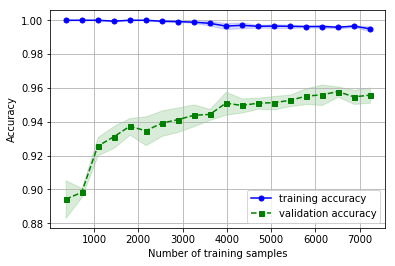 1.00
0.98
0.96
0.94
0.92
0.90
0.88
Accuracy
training accuracy
validation accuracy
1000 2000 3000 4000 5000 6000 7000
Number of training samples